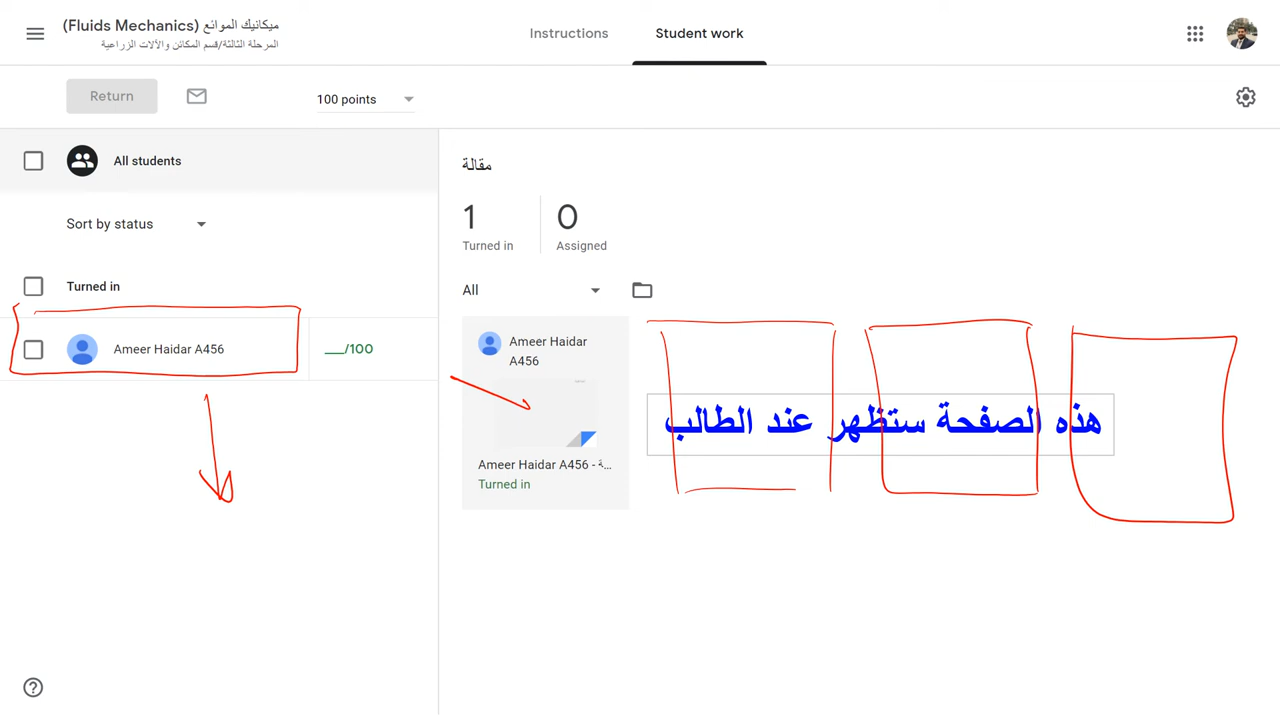 ميكانيك الموائع (Fluids Mechanics)
المرحلة الثالثة/قسم المكائن والآلات الزراعية
Instructions
Student work
Return
100 points
All students
Sort by status
Turned in
Ameer Haidar A456
__/100
مقالة
1
Turned in
0
Assigned
All
Ameer Haidar
A456
Ameer Haidar A456 - ة...
Turned in
هذه الصفحة ستظهر عند الطالب